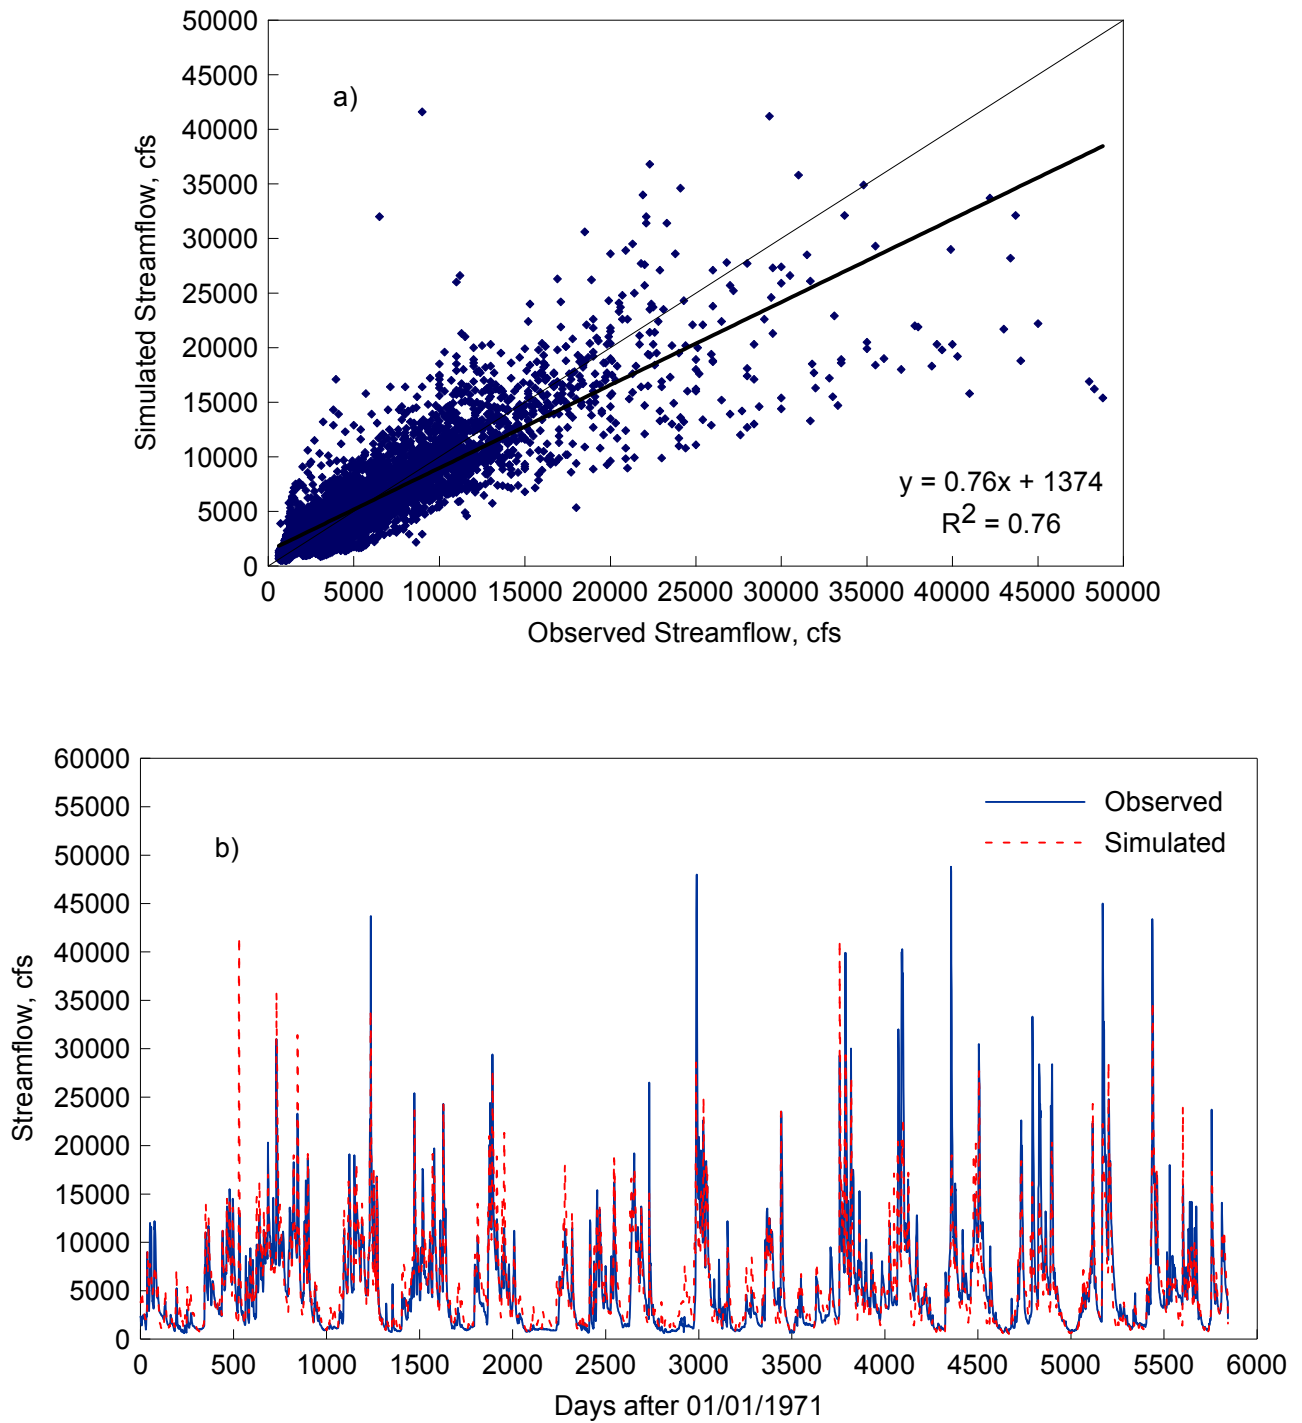 50000
45000
40000
35000
30000
25000
20000
15000
10000
5000
0
Simulated Streamflow, cfs
a)
y = 0.76x + 1374
R² = 0.76
0 5000 10000 15000 20000 25000 30000 35000 40000 45000 50000
Observed Streamflow, cfs
60000
55000
50000
45000
40000
35000
30000
25000
20000
15000
10000
5000
0
Streamflow, cfs
b)
Observed
Simulated
0 500 1000 1500 2000 2500 3000 3500 4000 4500 5000 5500 6000
Days after 01/01/1971